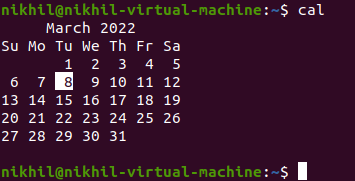 nikhil@nikhil-virtual-machine:~$ cal
     March 2022
Su Mo Tu We Th Fr Sa
       1  2  3  4  5
 6  7  8  9 10 11 12
13 14 15 16 17 18 19
20 21 22 23 24 25 26
27 28 29 30 31
nikhil@nikhil-virtual-machine:~$